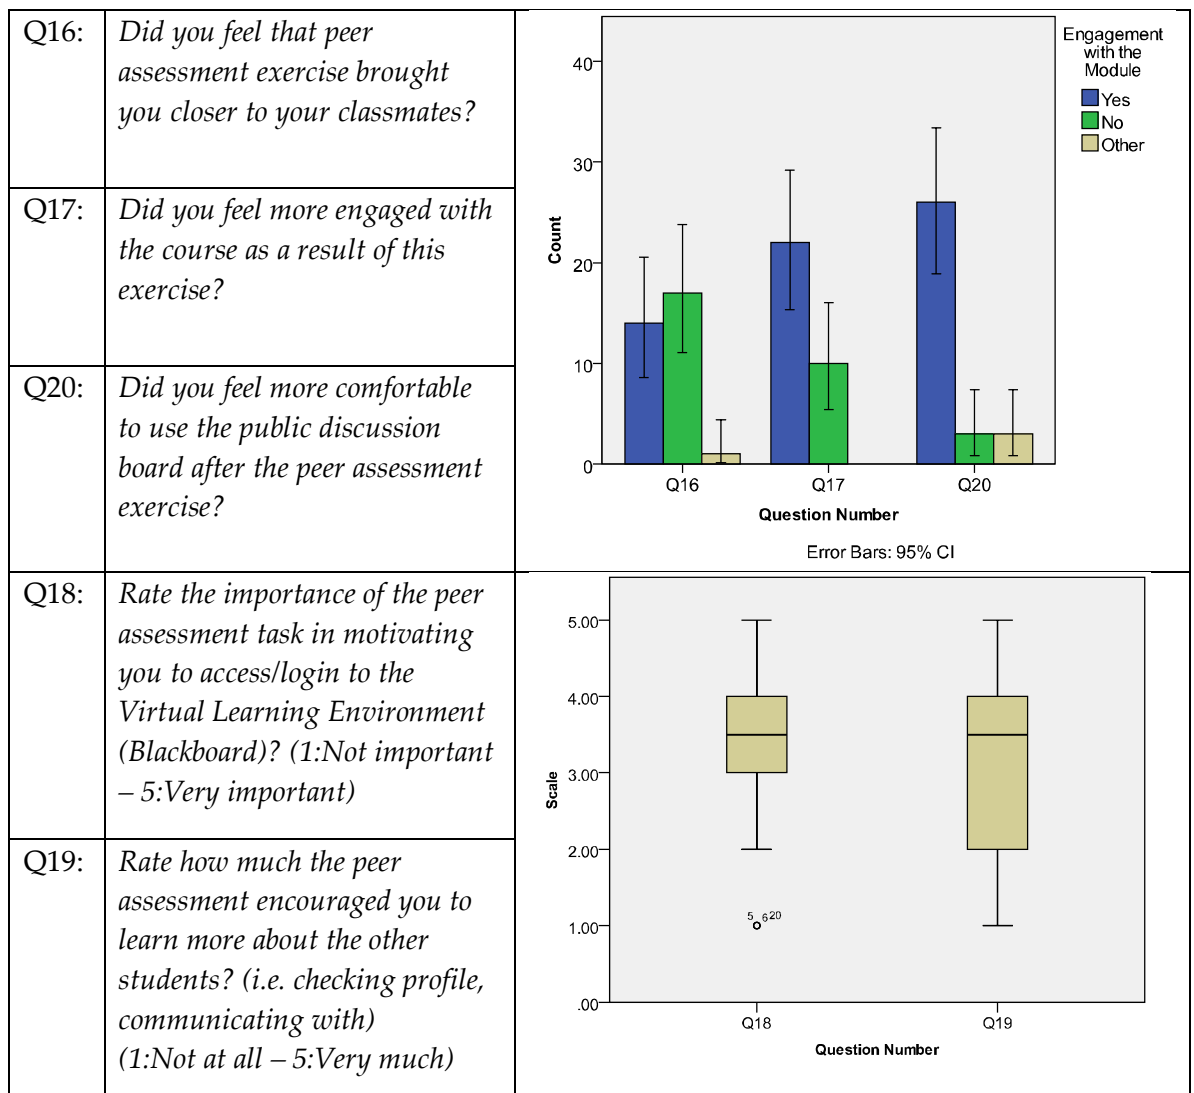 Q16:
Did you feel that peer
assessment exercise brought
you closer to your classmates?
Q17:
Did you feel more engaged with
the course as a result of this
exercise?
Q20:
Did you feel more comfortable
to use the public discussion
board after the peer assessment
exercise?
40
30
20
10
0
Count
Q16
Q17
Q20
Question Number
Error Bars: 95% CI
Engagement
with the
Module
Yes
No
Other
Q18:
Rate the importance of the peer
assessment task in motivating
you to access/login to the
Virtual Learning Environment
(Blackboard)? (1:Not important
– 5:Very important)
Q19:
Rate how much the peer
assessment encouraged you to
learn more about the other
students? (i.e. checking profile,
communicating with)
(1:Not at all – 5:Very much)
5.00
4.00
3.00
2.00
1.00
.00
Scale
5 6 20
Q18
Q19
Question Number